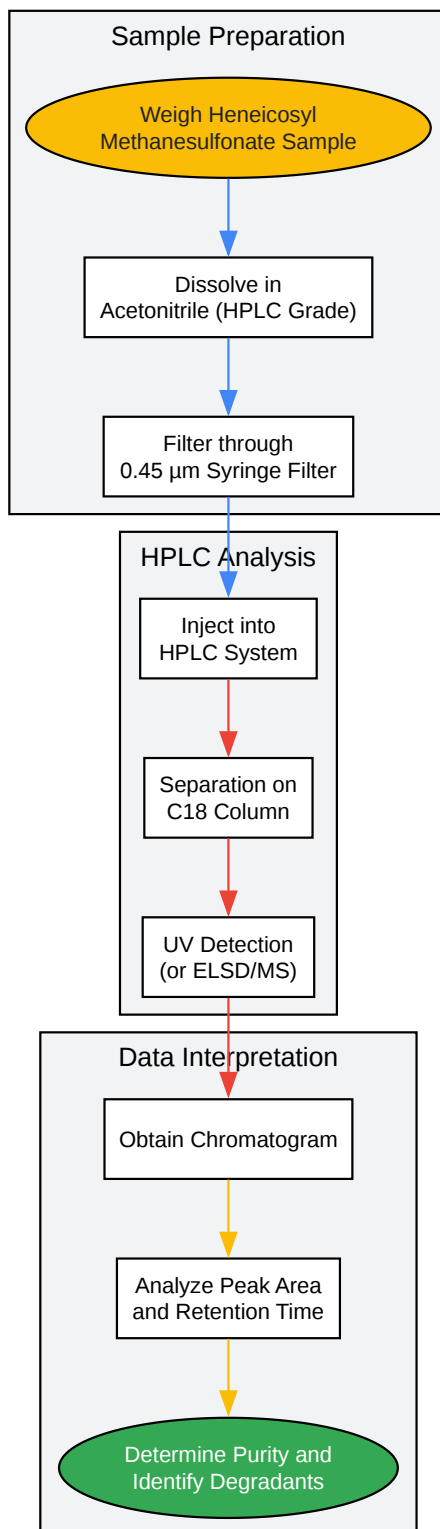 Sample Preparation
Weigh Heneicosyl
Methanesulfonate Sample
Dissolve in
Acetonitrile (HPLC Grade)
Filter through
0.45 µm Syringe Filter
HPLC Analysis
Inject into
HPLC System
Separation on
C18 Column
UV Detection
(or ELSD/MS)
Data Interpretation
Obtain Chromatogram
Analyze Peak Area
and Retention Time
Determine Purity and
Identify Degradants